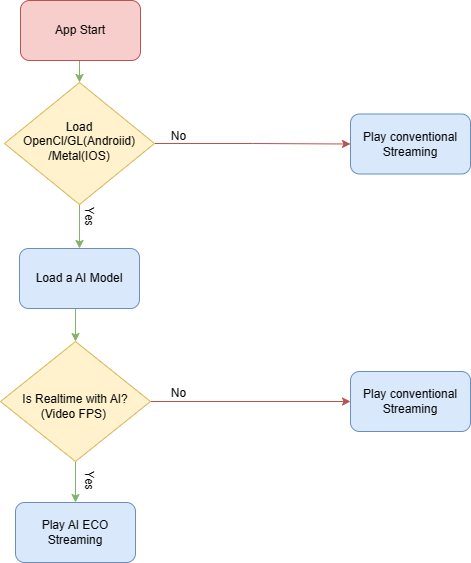 App Start
Load
OpenCl/GL(Androiid)
/Metal(IOS)
No
Play conventional
Streaming
Yes
Load a AI Model
Is Realtime with AI?
(Video FPS)
No
Play conventional
Streaming
Yes
Play AI ECO
Streaming